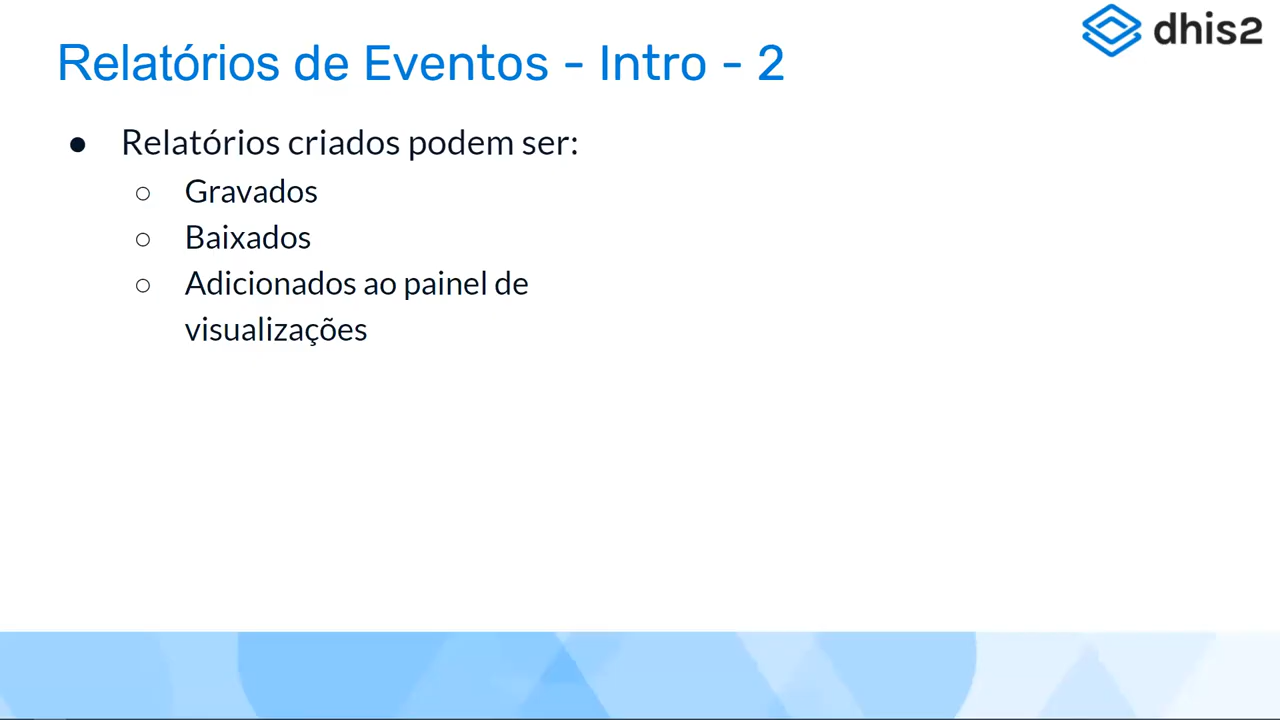 dhis2
Relatórios de Eventos - Intro - 2
● Relatórios criados podem ser:
○ Gravados
○ Baixados
○ Adicionados ao painel de
visualizações